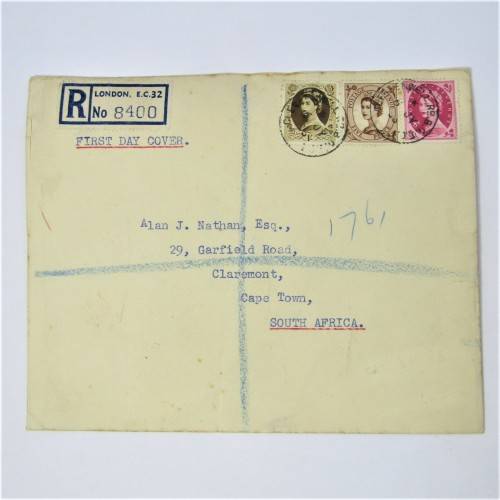 R
LONDON, E.C.32
No 8400
FIRST DAY COVER.
Alan J. Nathan, Esq.,
29, Garfield Road,
Claremont,
Cape Town,
SOUTH AFRICA.
1761